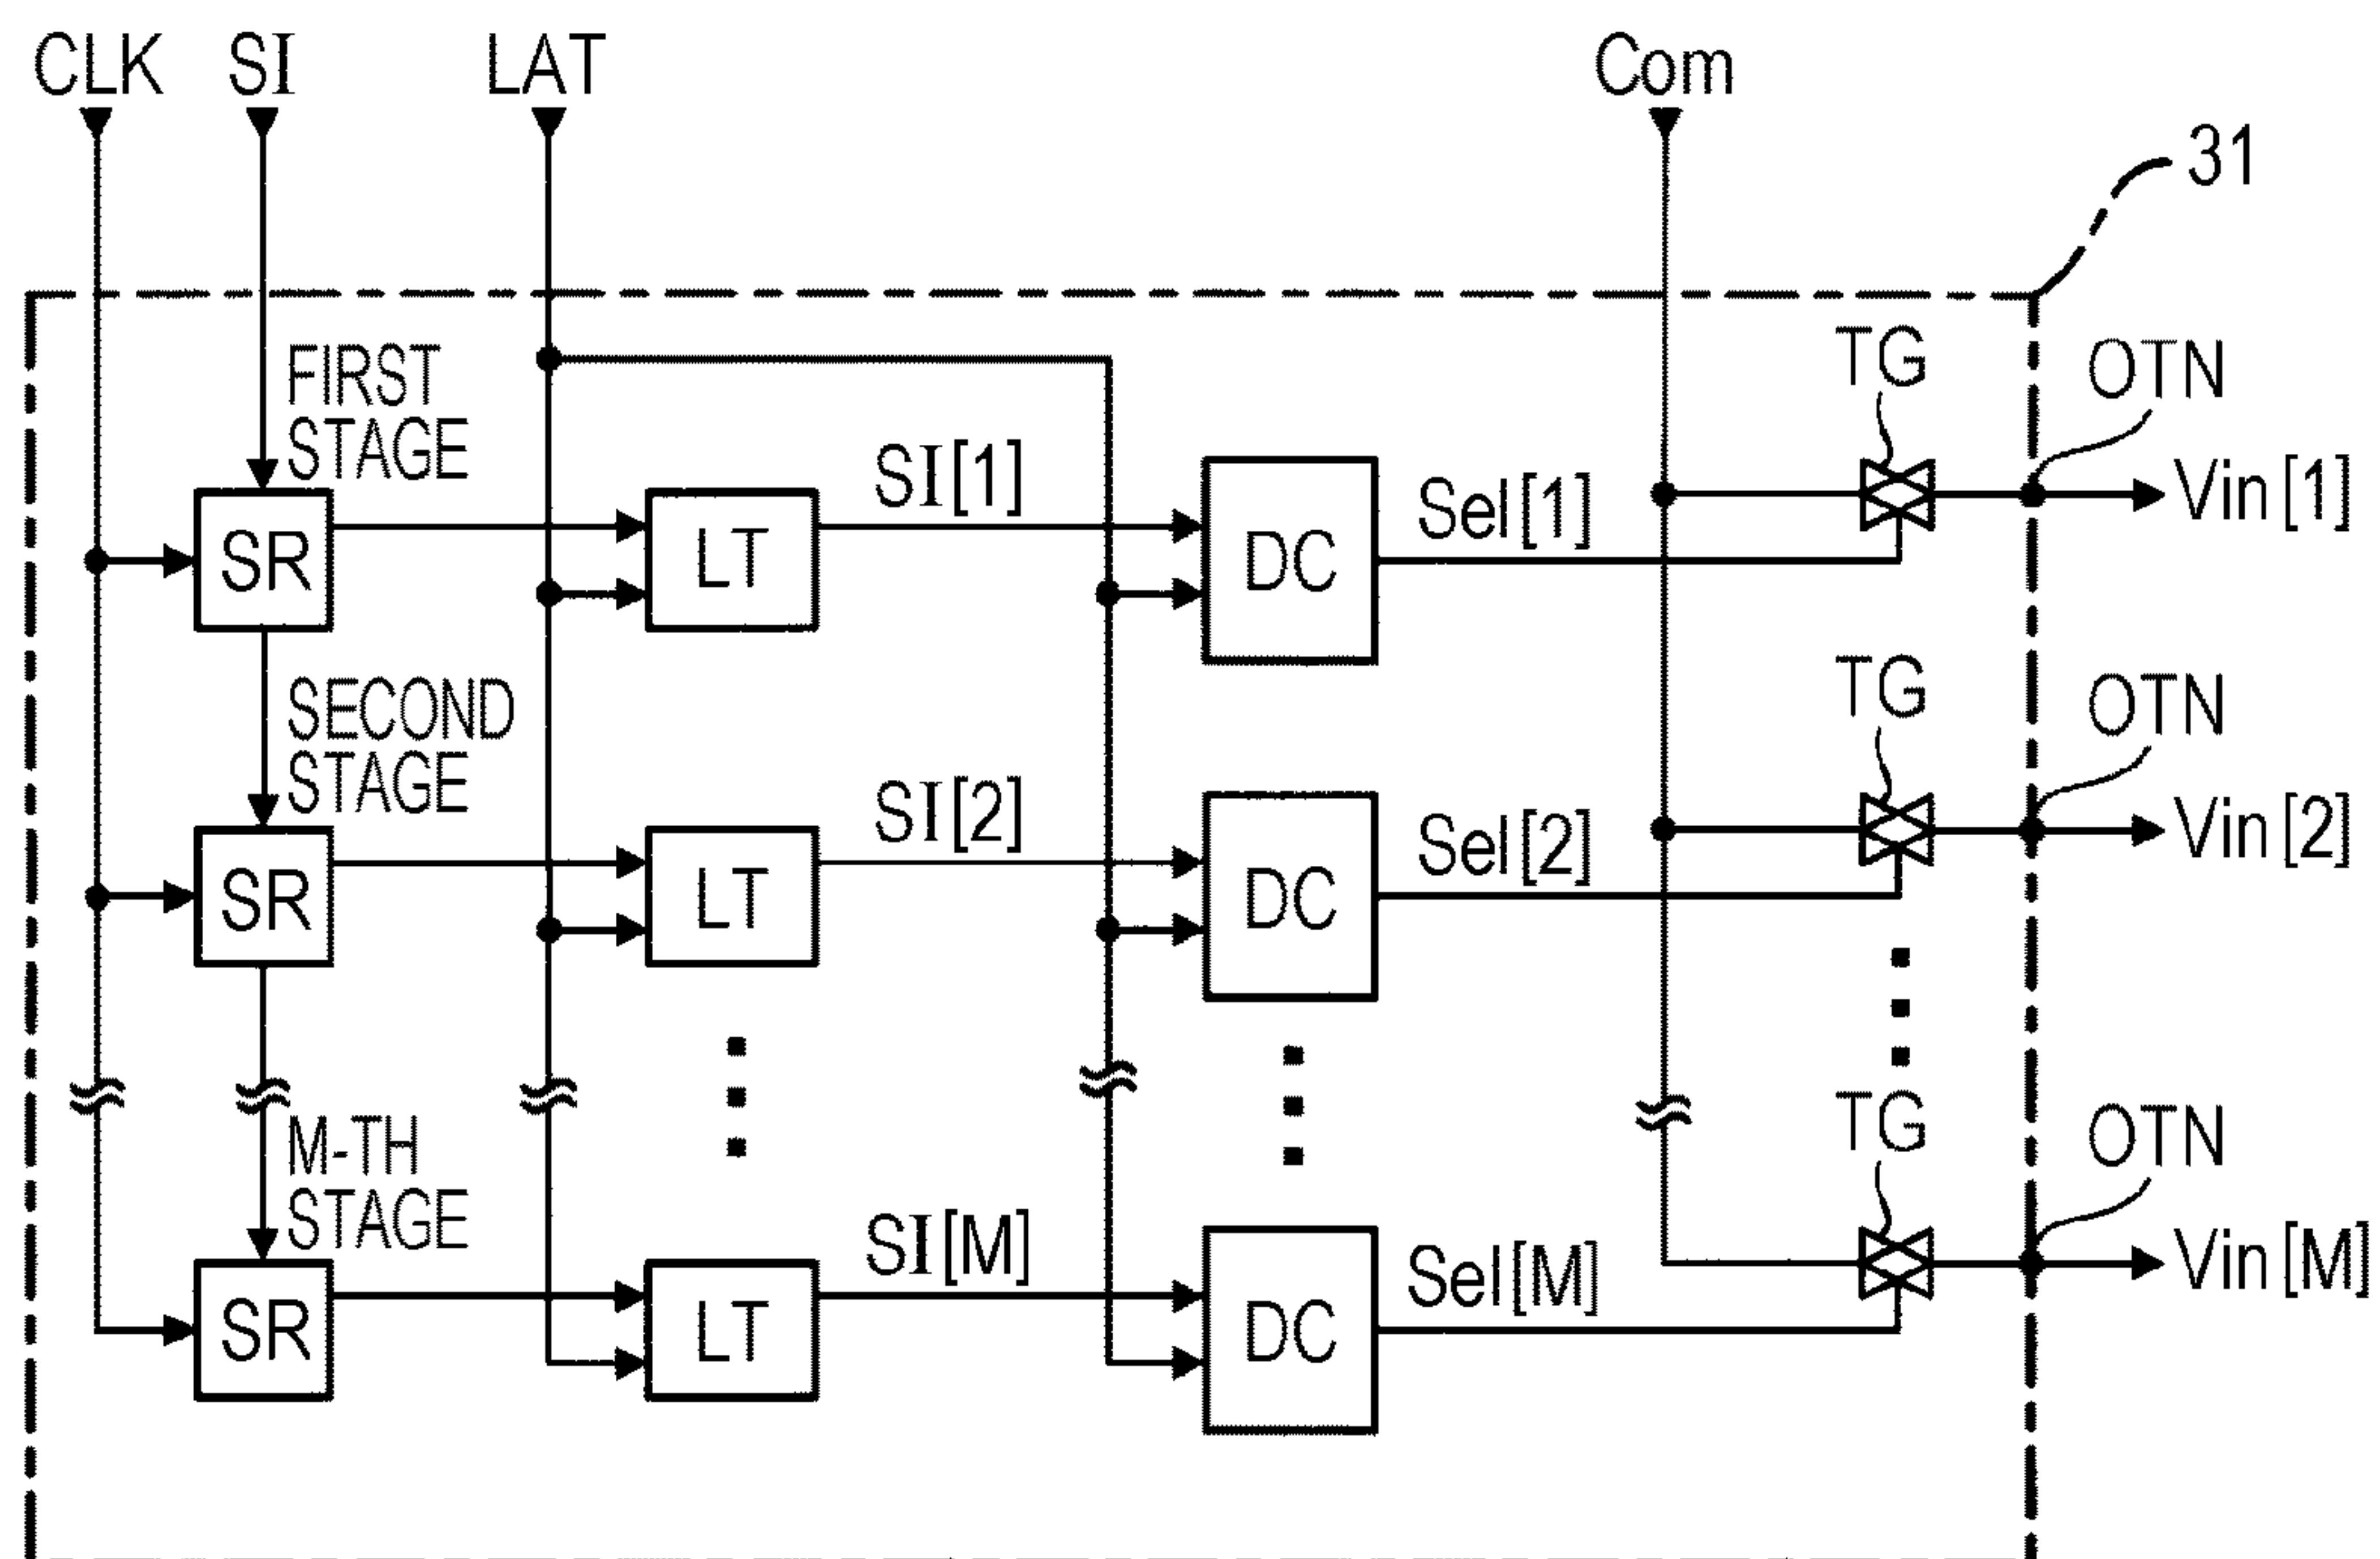 CLK SI LAT Com
31
FIRST
STAGE
TG OTN
SI[1] Sel[1] Vin[1]
SR LT DC
SECOND
STAGE
TG OTN
SI[2] Sel[2] Vin[2]
SR LT DC
M-TH
STAGE
TG OTN
SI[M] Sel[M] Vin[M]
SR LT DC